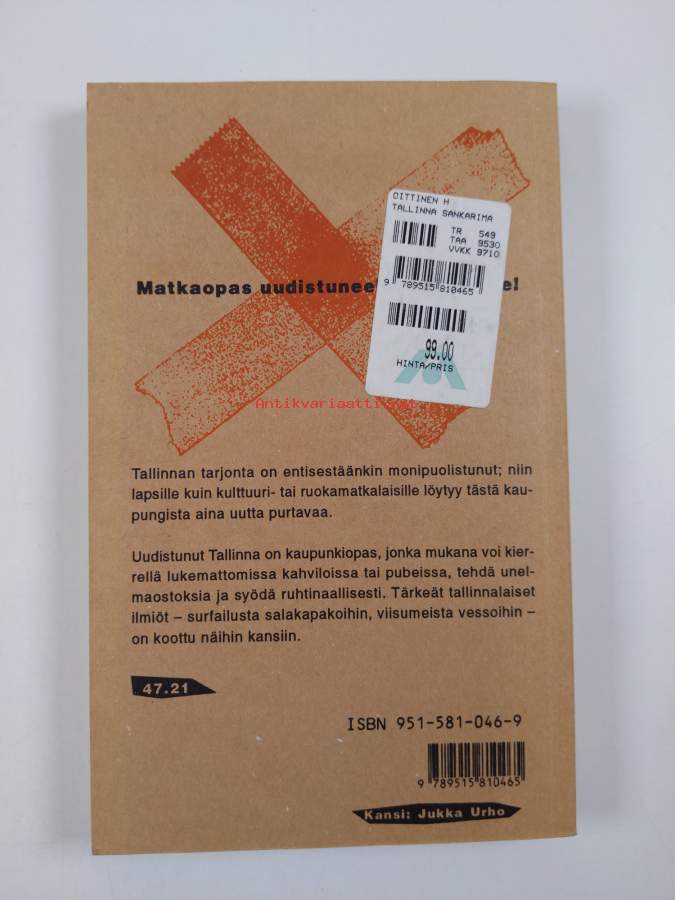 OITTINEN H
TALLINNA SANKARIMA
TR 549
TAA 9530
VVKK 9710
9 789515 810465
99.00
HINTA/PRIS
Matkaopas uudistunee e!
Antikvariaatti.com
Tallinnan tarjonta on entisestäänkin monipuolistunut; niin
lapsille kuin kulttuuri- tai ruokamatkalaisille löytyy tästä kau-
pungista aina uutta purtavaa.
Uudistunut Tallinna on kaupunkiopas, jonka mukana voi kier-
rellä lukemattomissa kahviloissa tai pubeissa, tehdä unel-
maostoksia ja syödä ruhtinaallisesti. Tärkeät tallinnalaiset
ilmiöt – surfailusta salakapakoihin, viisumeista vessoihin –
on koottu näihin kansiin.
47.21
ISBN 951-581-046-9
9 789515 810465
Kansi: Jukka Urho